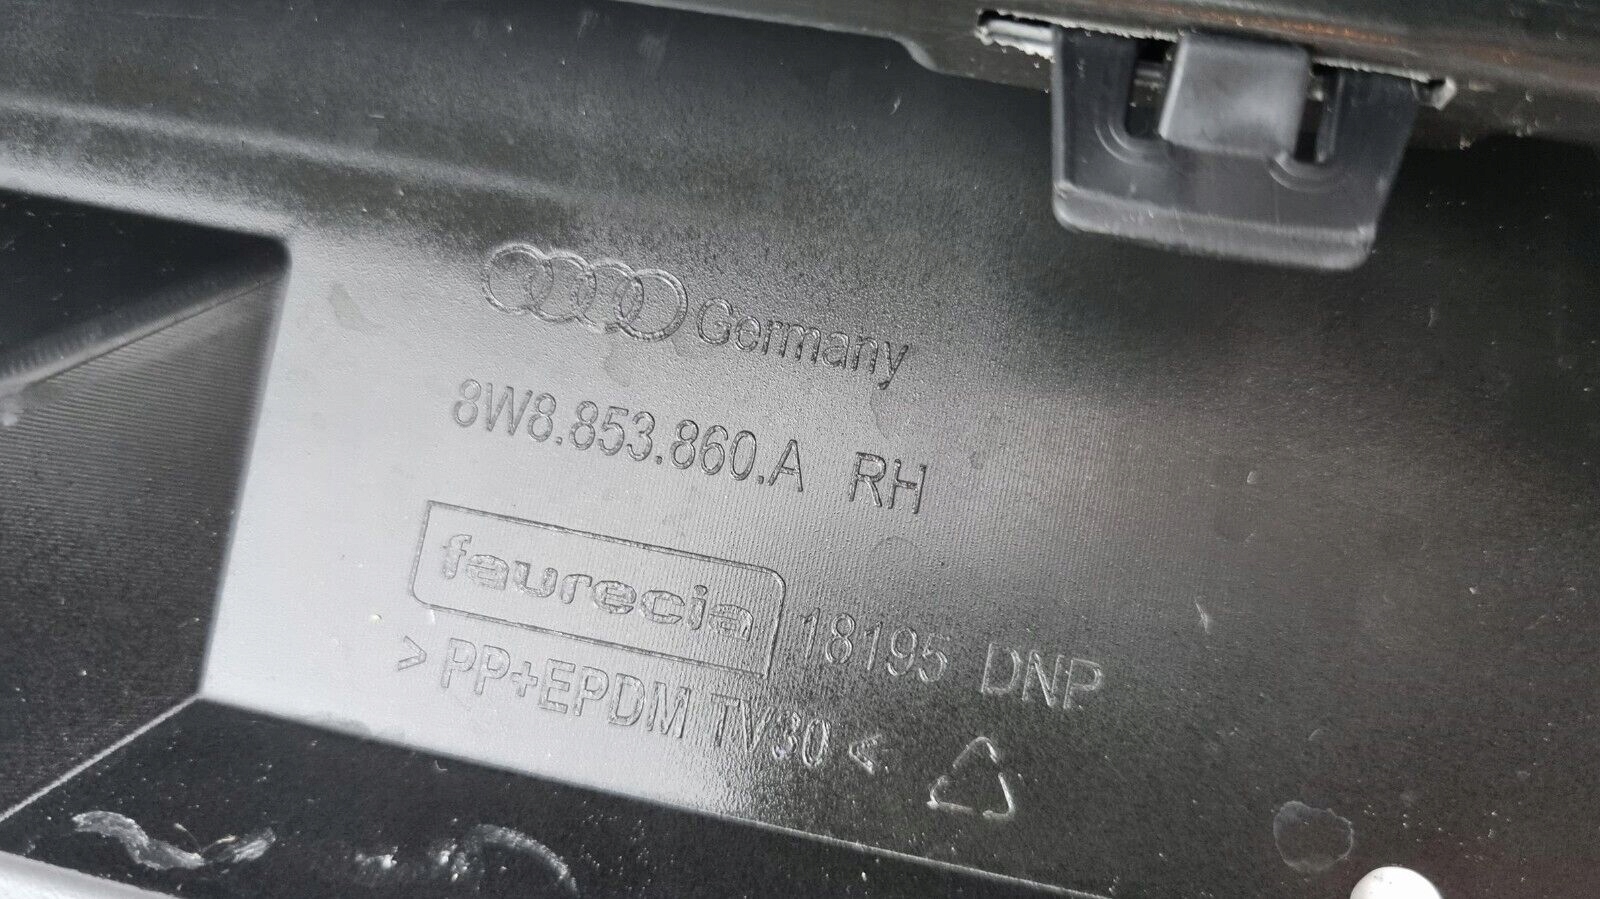 Germany
8W8.853.860.A RH
faurecia 18195 DNP
> PP+EPDM TV30 <